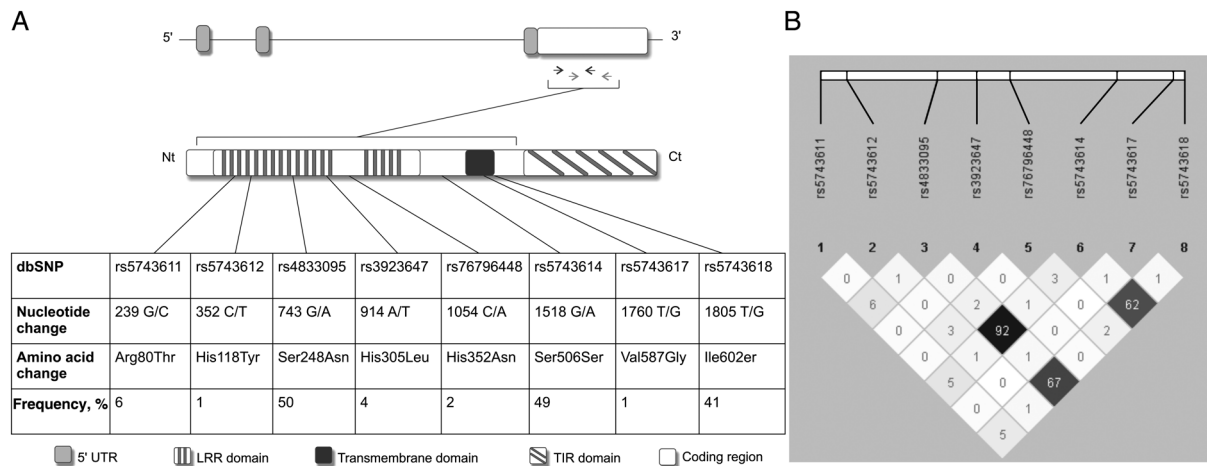 A
5' 3'
Nt Ct
dbSNP rs5743611 rs5743612 rs4833095 rs3923647 rs76796448 rs5743614 rs5743617 rs5743618
Nucleotide change 239 G/C 352 C/T 743 G/A 914 A/T 1054 C/A 1518 G/A 1760 T/G 1805 T/G
Amino acid change Arg80Thr His118Tyr Ser248Asn His305Leu His352Asn Ser506Ser Val587Gly Ile602er
Frequency, % 6 1 50 4 2 49 1 41
5' UTR LRR domain Transmembrane domain TIR domain Coding region
B
rs5743611 rs5743612 rs4833095 rs3923647 rs76796448 rs5743614 rs5743617 rs5743618
1 2 3 4 5 6 7 8
0 1 0 0 3 1 1
6 0 2 1 0 62
0 3 92 0 2
0 1 1 0
5 0 67
0 1
5